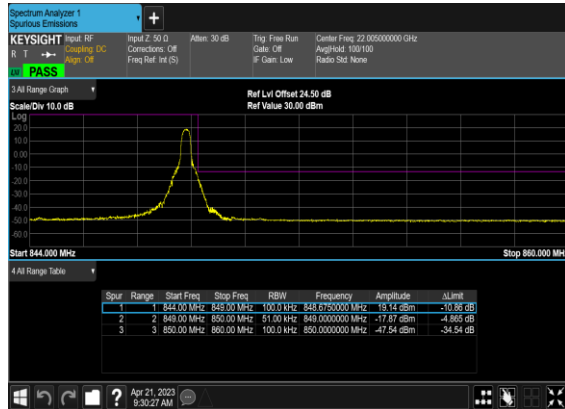 Spectrum Analyzer 1
Spurious Emissions
+
KEYSIGHT Input: RF Input Z: 50 Ω Atten: 30 dB Trig: Free Run Center Freq: 22.005000000 GHz
R T Coupling: DC Corrections: Off Gate: Off Avg|Hold: 100/100
Align: Off Freq Ref: Int (S) IF Gain: Low Radio Std: None
LXI PASS
3 All Range Graph
Ref Lvl Offset 24.50 dB
Scale/Div 10.0 dB Ref Value 30.00 dBm
Log
20.0
10.0
0.00
-10.0
-20.0
-30.0
-40.0
-50.0
-60.0
Start 844.000 MHz Stop 860.000 MH
4 All Range Table
Spur Range Start Freq Stop Freq RBW Frequency Amplitude ΔLimit
1 1 844.00 MHz 849.00 MHz 100.0 kHz 848.6750000 MHz 19.14 dBm -10.86 dB
2 2 849.00 MHz 850.00 MHz 51.00 kHz 849.0000000 MHz -17.87 dBm -4.865 dB
3 3 850.00 MHz 860.00 MHz 100.0 kHz 850.0000000 MHz -47.54 dBm -34.54 dB
? Apr 21, 2023
9:30:27 AM